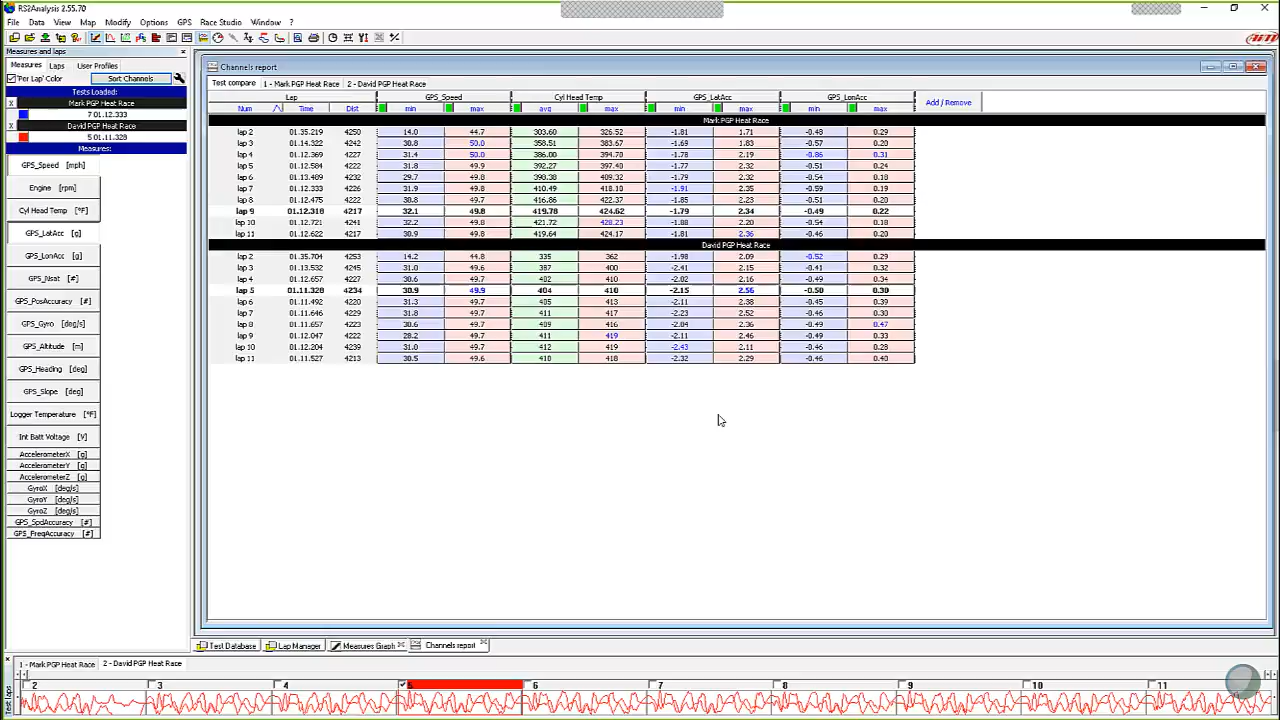 RS2Analysis 2.55.70
File Data View Modify Options GPS Race Studio Window ?
Measures and laps
Measures Laps User Profiles
'Per Lap' Color Sort Channels
Tests Loaded:
x Mark PGP Heat Race
7 01.12.333
x David PGP Heat Race
5 01.11.328
Measures:
GPS_Speed [mph]
Engine [rpm]
Cyl Head Temp [°F]
GPS_LatAcc [g]
GPS_LonAcc [g]
GPS_Nsat [#]
GPS_PosAccuracy [#]
GPS_Gyro [deg/s]
GPS_Altitude [m]
GPS_Heading [deg]
GPS_Slope [deg]
Logger Temperature [°F]
Int Batt Voltage [V]
AccelerometerX [g]
AccelerometerY [g]
AccelerometerZ [g]
GyroX [deg/s]
GyroY [deg/s]
GyroZ [deg/s]
GPS_SpdAccuracy [#]
GPS_FreqAccuracy [#]
Channels report
Test compare 1 - Mark PGP Heat Race 2 - David PGP Heat Race
Lap GPS_Speed Cyl Head Temp GPS_LatAcc GPS_LonAcc Add / Remove
Num Time Dist min max avg max min max min max
Mark PGP Heat Race
lap 2 01.35.219 4250 14.0 44.7 303.60 326.52 -1.81 1.71 -0.48 0.29
lap 3 01.14.322 4242 30.8 50.0 358.51 383.67 -1.69 1.83 -0.57 0.20
lap 4 01.12.369 4227 31.4 50.0 386.00 394.70 -1.78 2.19 -0.86 0.31
lap 5 01.12.584 4222 31.8 49.9 392.27 397.40 -1.77 2.32 -0.51 0.24
lap 6 01.13.489 4232 29.7 49.8 398.38 409.32 -1.79 2.32 -0.54 0.18
lap 7 01.12.333 4226 31.9 49.8 410.49 418.10 -1.91 2.35 -0.59 0.19
lap 8 01.12.475 4222 30.8 49.7 416.86 422.37 -1.85 2.23 -0.54 0.20
lap 9 01.12.310 4217 32.1 49.8 419.78 424.62 -1.79 2.34 -0.49 0.22
lap 10 01.12.721 4241 32.2 49.8 421.72 428.23 -1.88 2.20 -0.54 0.18
lap 11 01.12.622 4217 30.9 49.8 419.64 424.17 -1.81 2.36 -0.46 0.20
David PGP Heat Race
lap 2 01.35.704 4253 14.2 44.8 335 362 -1.98 2.09 -0.52 0.29
lap 3 01.13.532 4245 31.0 49.6 387 400 -2.41 2.15 -0.41 0.32
lap 4 01.12.657 4227 30.6 49.7 402 410 -2.02 2.16 -0.49 0.34
lap 5 01.11.328 4234 30.9 49.9 404 410 -2.15 2.56 -0.50 0.30
lap 6 01.11.492 4220 31.3 49.7 405 413 -2.11 2.38 -0.45 0.39
lap 7 01.11.646 4229 31.8 49.7 411 417 -2.23 2.52 -0.46 0.30
lap 8 01.11.657 4223 30.6 49.7 409 416 -2.04 2.36 -0.49 0.47
lap 9 01.12.047 4222 28.2 49.7 411 419 -2.11 2.46 -0.49 0.33
lap 10 01.12.204 4239 31.0 49.7 412 419 -2.43 2.11 -0.46 0.28
lap 11 01.11.527 4213 30.5 49.6 410 418 -2.32 2.29 -0.46 0.40
Test Database Lap Manager Measures Graph Channels report
1 - Mark PGP Heat Race 2 - David PGP Heat Race
2 3 4 5 6 7 8 9 10 11
Test laps